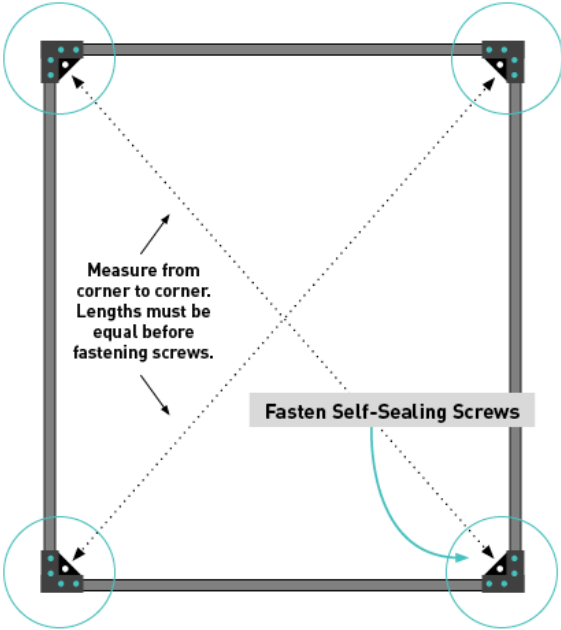 Measure from
corner to corner.
Lengths must be
equal before
fastening screws.
Fasten Self-Sealing Screws